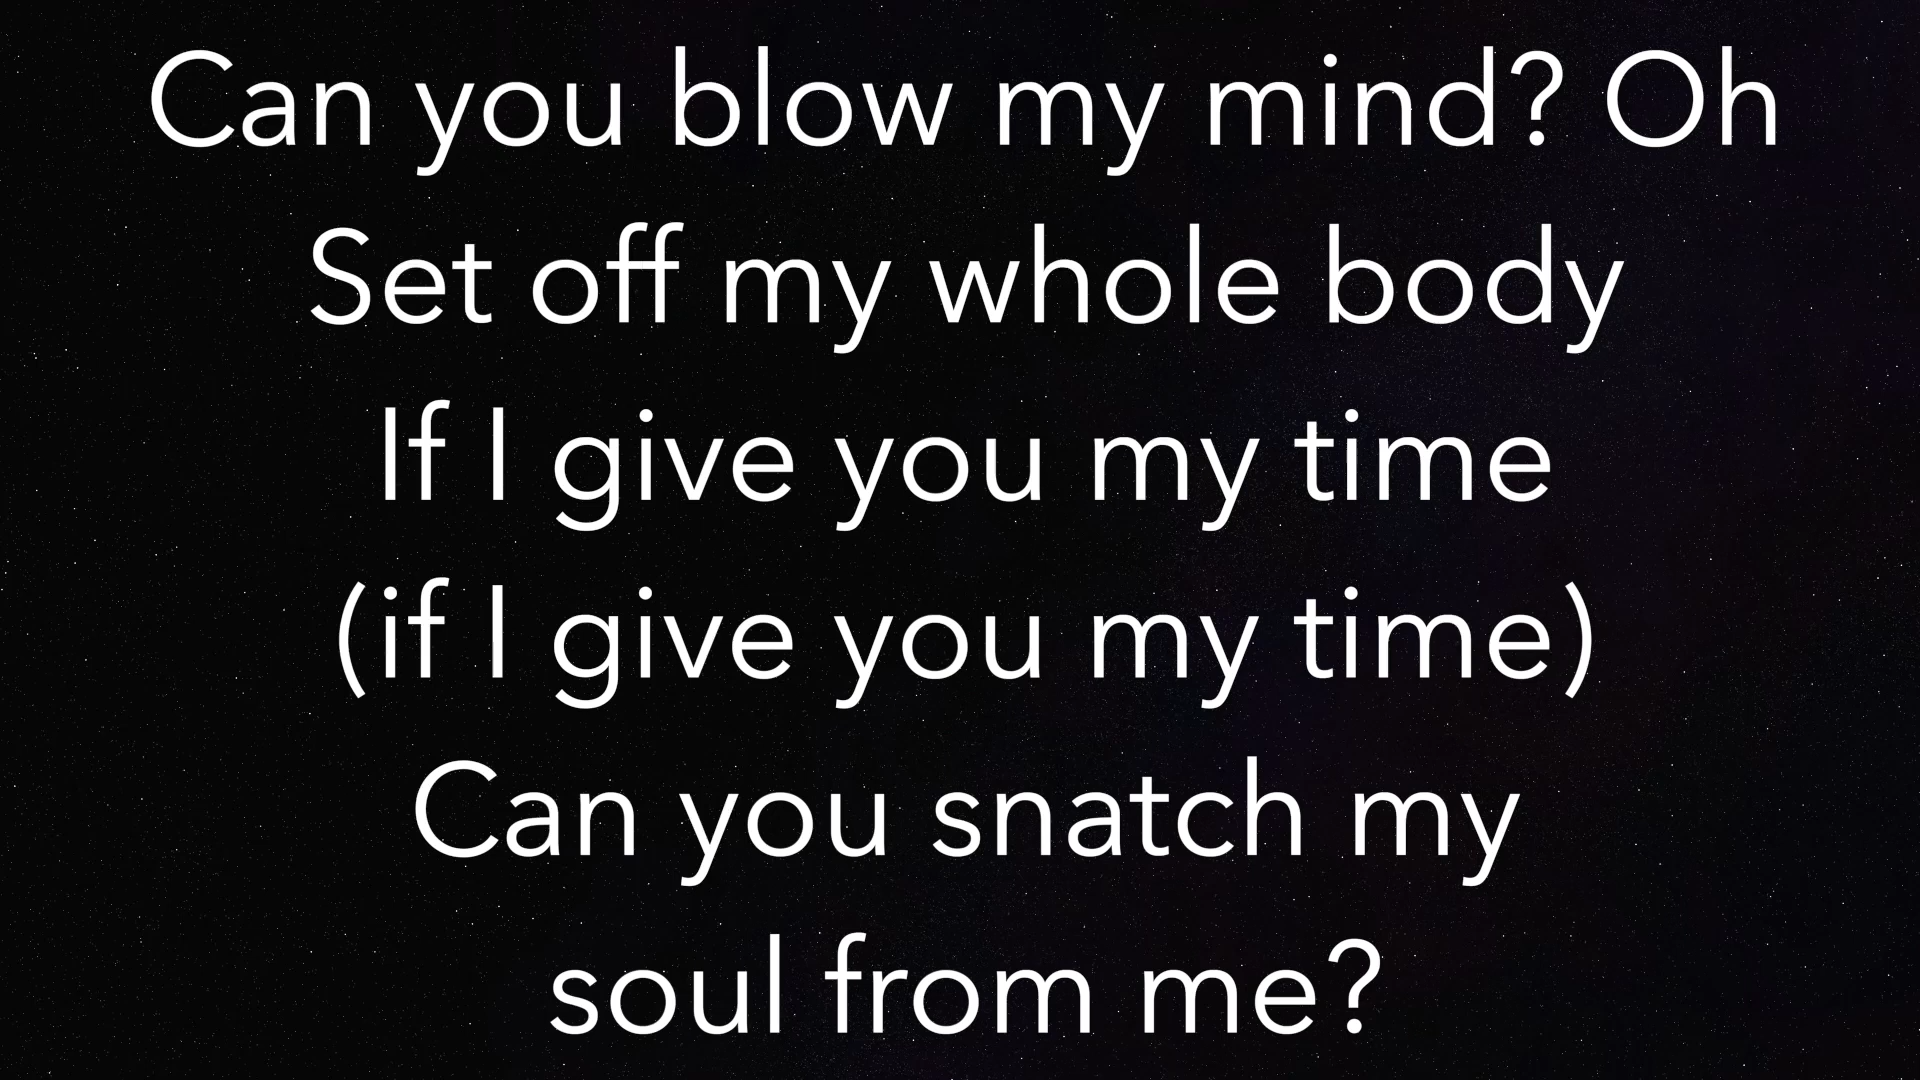 Can you blow my mind? Oh
Set off my whole body
If I give you my time
(if I give you my time)
Can you snatch my
soul from me?